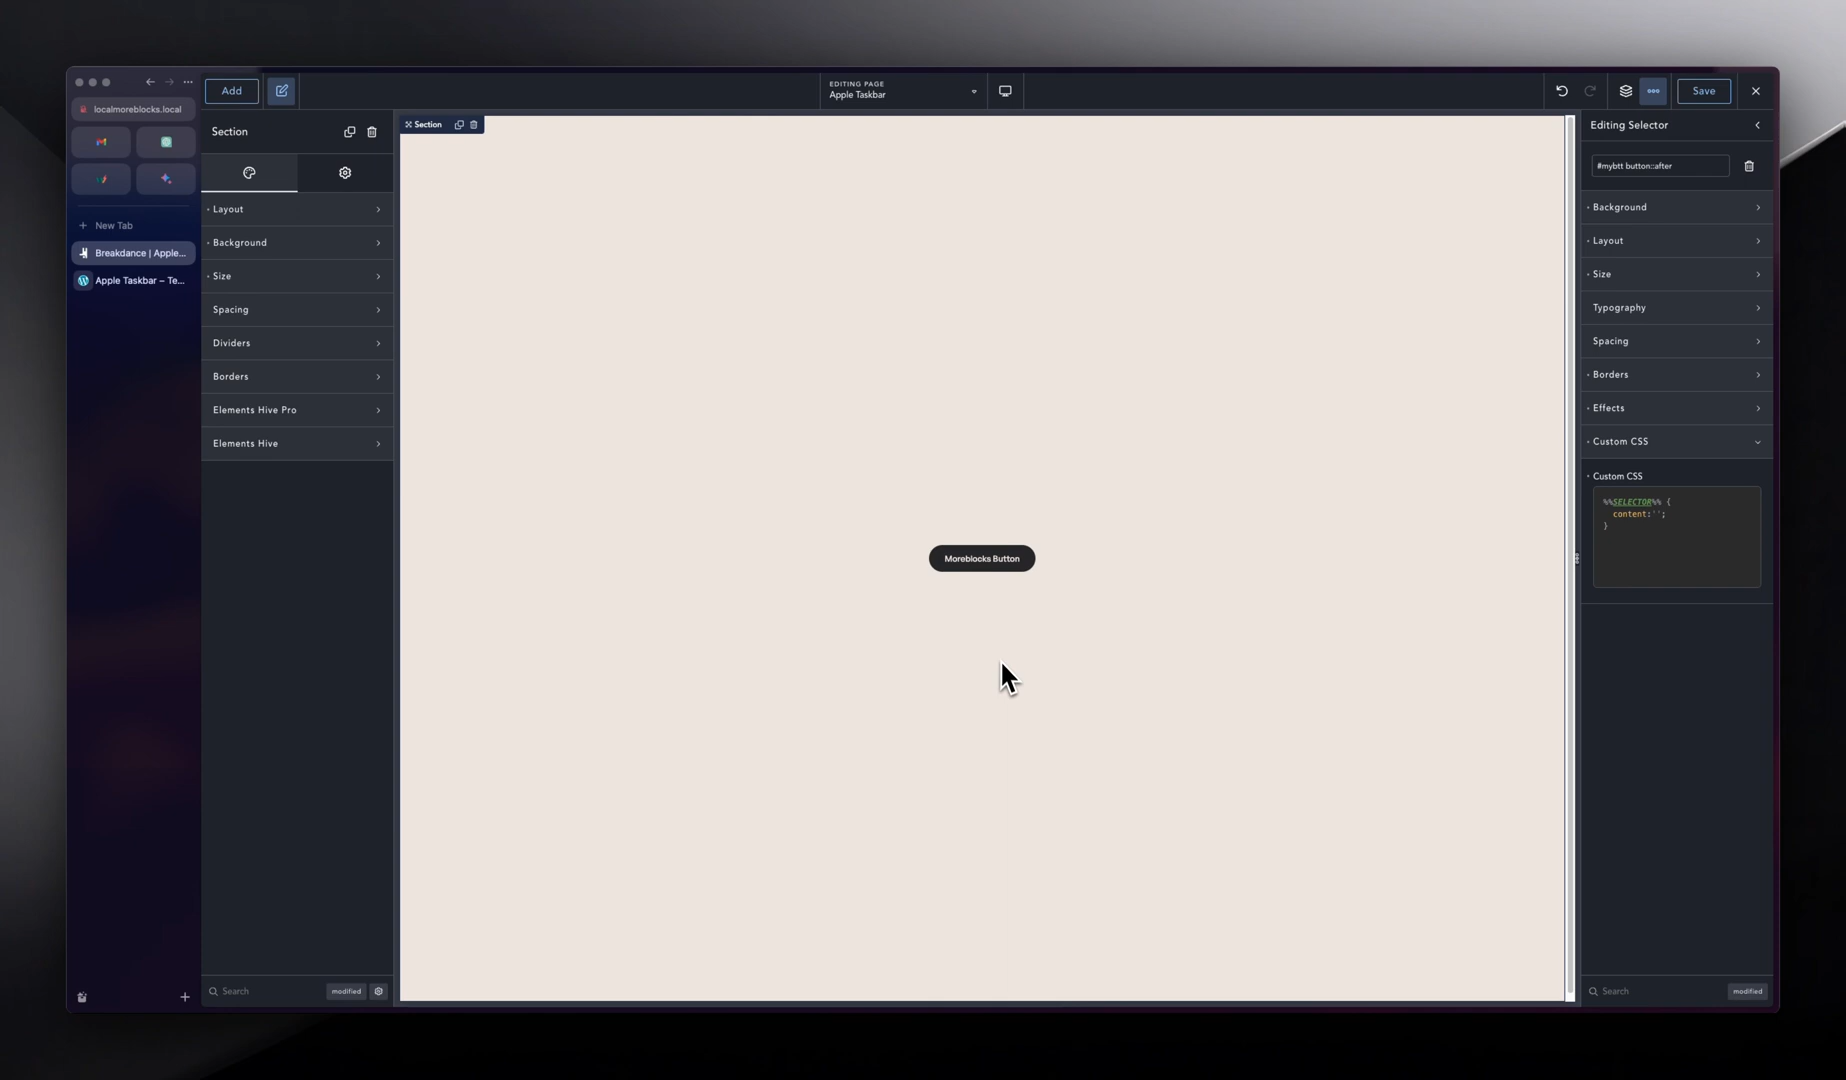 localmoreblocks.local
New Tab
Breakdance | Apple...
Apple Taskbar – Te...
Add
EDITING PAGE
Apple Taskbar
Save
Section
Layout
Background
Size
Spacing
Dividers
Borders
Elements Hive Pro
Elements Hive
Search
modified
Section
Moreblocks Button
Editing Selector
#mybtt button::after
Background
Layout
Size
Typography
Spacing
Borders
Effects
Custom CSS
Custom CSS
%%SELECTOR%% {
content:'';
}
Search
modified